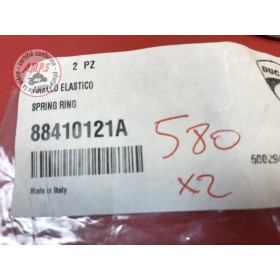 2 PZ
ANELLO ELASTICO
SPRING RING
88410121A
580
X2
Made in Italy